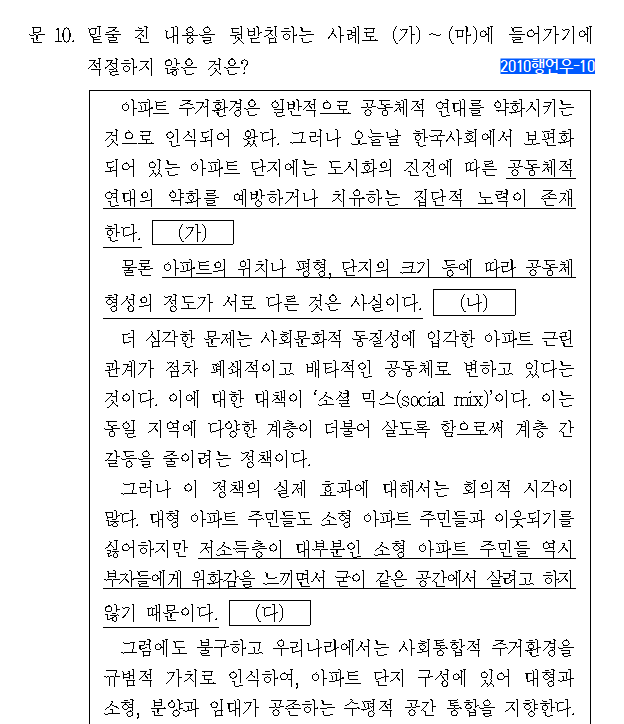 문 10. 밑줄 친 내용을 뒷받침하는 사례로 (가)~(마)에 들어가기에
적절하지 않은 것은?
2010행언우-10
아파트 주거환경은 일반적으로 공동체적 연대를 약화시키는
것으로 인식되어 왔다. 그러나 오늘날 한국사회에서 보편화
되어 있는 아파트 단지에는 도시화의 진전에 따른 공동체적
연대의 약화를 예방하거나 치유하는 집단적 노력이 존재
한다. (가)
물론 아파트의 위치나 평형, 단지의 크기 등에 따라 공동체
형성의 정도가 서로 다른 것은 사실이다. (나)
더 심각한 문제는 사회문화적 동질성에 입각한 아파트 근린
관계가 점차 폐쇄적이고 배타적인 공동체로 변하고 있다는
것이다. 이에 대한 대책이 ‘소셜 믹스(social mix)’이다. 이는
동일 지역에 다양한 계층이 더불어 살도록 함으로써 계층 간
갈등을 줄이려는 정책이다.
그러나 이 정책의 실제 효과에 대해서는 회의적 시각이
많다. 대형 아파트 주민들도 소형 아파트 주민들과 이웃되기를
싫어하지만 저소득층이 대부분인 소형 아파트 주민들 역시
부자들에게 위화감을 느끼면서 굳이 같은 공간에서 살려고 하지
않기 때문이다. (다)
그럼에도 불구하고 우리나라에서는 사회통합적 주거환경을
규범적 가치로 인식하여, 아파트 단지 구성에 있어 대형과
소형, 분양과 임대가 공존하는 수평적 공간 통합을 지향한다.